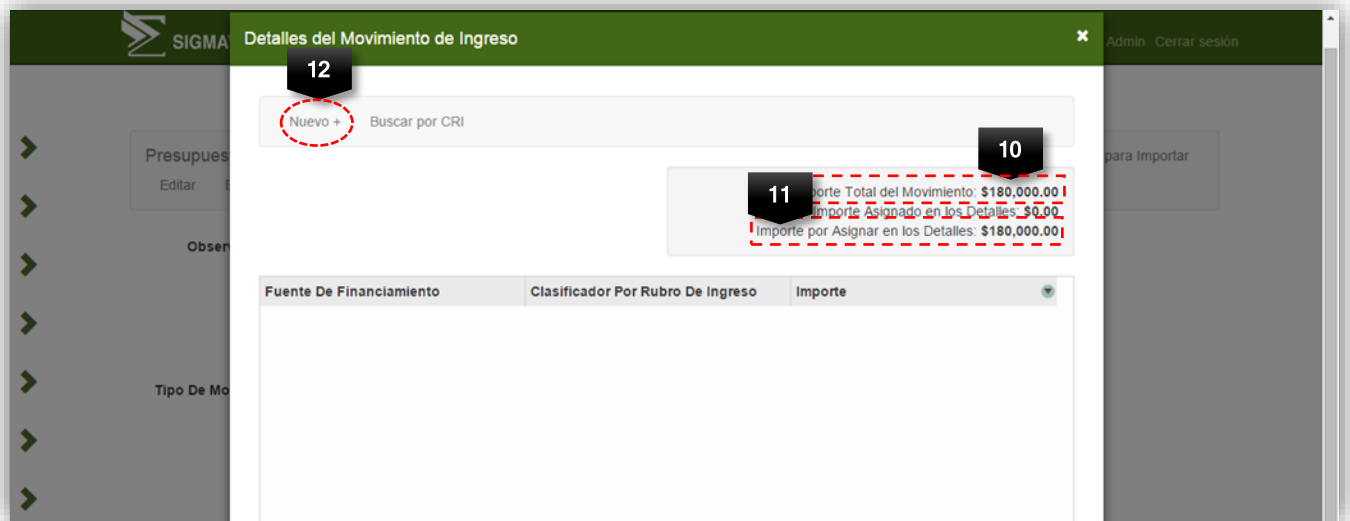 SIGMA
Detalles del Movimiento de Ingreso
Admin Cerrar sesión
12
Nuevo +
Buscar por CRI
Presupues
para Importar
Editar
10
11
porte Total del Movimiento: $180,000.00
Importe Asignado en los Detalles: $0.00
Importe por Asignar en los Detalles: $180,000.00
Obser
Fuente De Financiamiento
Clasificador Por Rubro De Ingreso
Importe
Tipo De Mo